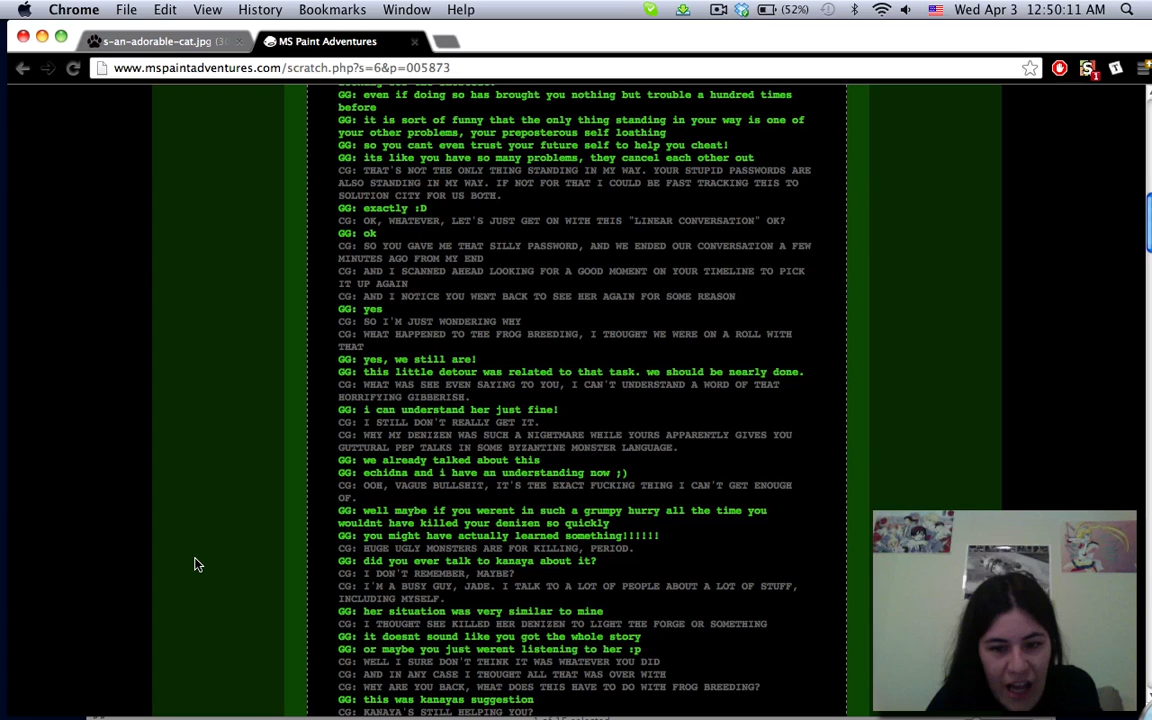 Chrome File Edit View History Bookmarks Window Help (52%) Wed Apr 3 12:50:11 AM
s-an-adorable-cat.jpg MS Paint Adventures
www.mspaintadventures.com/scratch.php?s=6&p=005873
GG: even if doing so has brought you nothing but trouble a hundred times
before
GG: it is sort of funny that the only thing standing in your way is one of
your other problems, your preposterous self loathing
GG: so you cant even trust your future self to help you cheat!
GG: its like you have so many problems, they cancel each other out
CG: THAT'S NOT THE ONLY THING STANDING IN MY WAY. YOUR STUPID PASSWORDS ARE
ALSO STANDING IN MY WAY. IF NOT FOR THAT I COULD BE FAST TRACKING THIS TO
SOLUTION CITY FOR US BOTH.
GG: exactly :D
CG: OK, WHATEVER, LET'S JUST GET ON WITH THIS "LINEAR CONVERSATION" OK?
GG: ok
CG: SO YOU GAVE ME THAT SILLY PASSWORD, AND WE ENDED OUR CONVERSATION A FEW
MINUTES AGO FROM MY END
CG: AND I SCANNED AHEAD LOOKING FOR A GOOD MOMENT ON YOUR TIMELINE TO PICK
IT UP AGAIN
CG: AND I NOTICE YOU WENT BACK TO SEE HER AGAIN FOR SOME REASON
GG: yes
CG: SO I'M JUST WONDERING WHY
CG: WHAT HAPPENED TO THE FROG BREEDING, I THOUGHT WE WERE ON A ROLL WITH
THAT
GG: yes, we still are!
GG: this little detour was related to that task. we should be nearly done.
CG: WHAT WAS SHE EVEN SAYING TO YOU, I CAN'T UNDERSTAND A WORD OF THAT
HORRIFYING GIBBERISH.
GG: i can understand her just fine!
CG: I STILL DON'T REALLY GET IT.
CG: WHY MY DENIZEN WAS SUCH A NIGHTMARE WHILE YOURS APPARENTLY GIVES YOU
GUTTURAL PEP TALKS IN SOME BYZANTINE MONSTER LANGUAGE.
GG: we already talked about this
GG: echidna and i have an understanding now ;)
CG: OOH, VAGUE BULLSHIT, IT'S THE EXACT FUCKING THING I CAN'T GET ENOUGH
OF.
GG: well maybe if you werent in such a grumpy hurry all the time you
wouldnt have killed your denizen so quickly
GG: you might have actually learned something!!!!!!
CG: HUGE UGLY MONSTERS ARE FOR KILLING, PERIOD.
GG: did you ever talk to kanaya about it?
CG: I DON'T REMEMBER, MAYBE?
CG: I'M A BUSY GUY, JADE. I TALK TO A LOT OF PEOPLE ABOUT A LOT OF STUFF,
INCLUDING MYSELF.
GG: her situation was very similar to mine
CG: I THOUGHT SHE KILLED HER DENIZEN TO LIGHT THE FORGE OR SOMETHING
GG: it doesnt sound like you got the whole story
GG: or maybe you just werent listening to her :p
CG: WELL I SURE DON'T THINK IT WAS WHATEVER YOU DID
CG: AND IN ANY CASE I THOUGHT ALL THAT WAS OVER WITH
CG: WHY ARE YOU BACK, WHAT DOES THIS HAVE TO DO WITH FROG BREEDING?
GG: this was kanayas suggestion
CG: KANAYA'S STILL HELPING YOU?